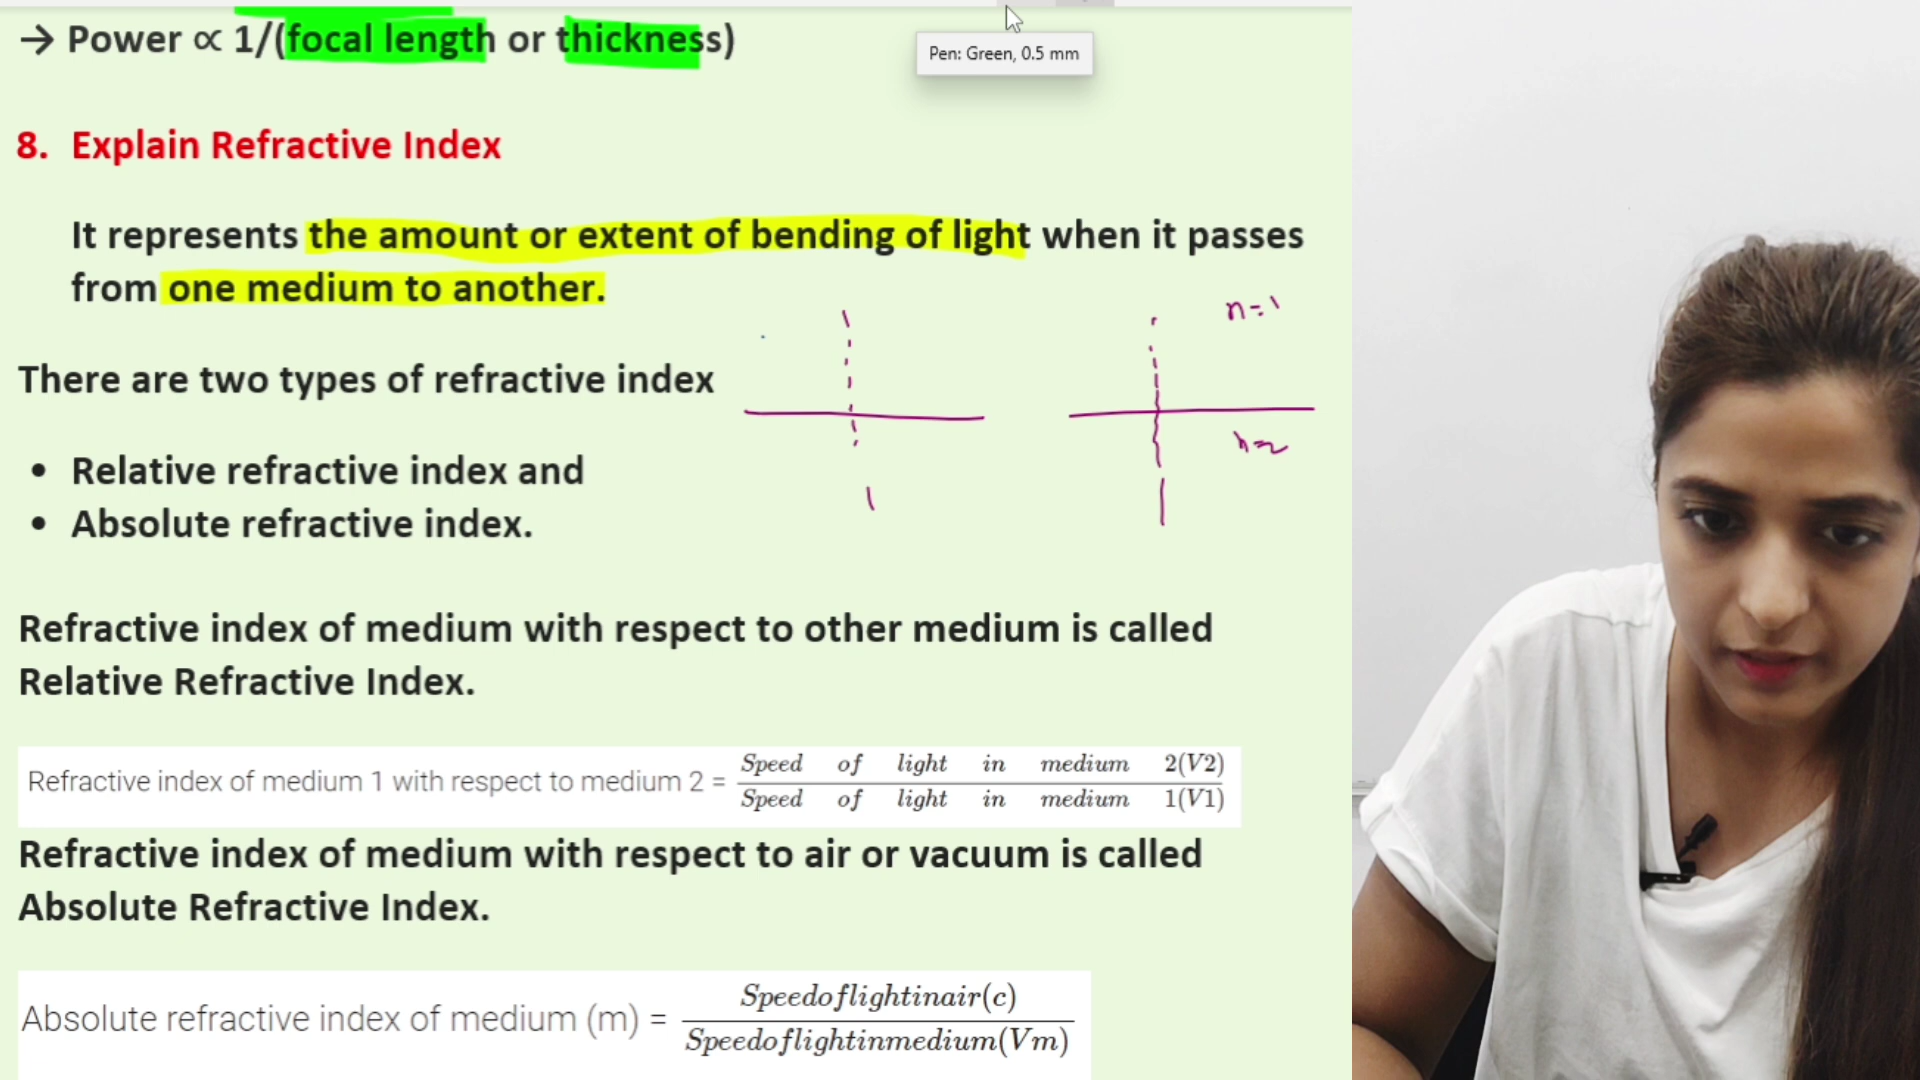 → Power ∝ 1/(focal length or thickness)
Pen: Green, 0.5 mm
8. Explain Refractive Index
It represents the amount or extent of bending of light when it passes
from one medium to another.
n=1
There are two types of refractive index
n=2
• Relative refractive index and
• Absolute refractive index.
Refractive index of medium with respect to other medium is called
Relative Refractive Index.
Refractive index of medium 1 with respect to medium 2 = Speed of light in medium 2(V2)
Speed of light in medium 1(V1)
Refractive index of medium with respect to air or vacuum is called
Absolute Refractive Index.
Absolute refractive index of medium (m) = Speedoflightinair(c)
Speedoflightinmedium(Vm)